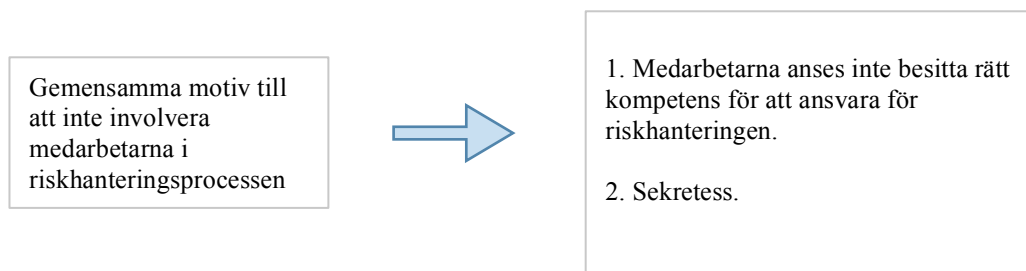 Gemensamma motiv till
att inte involvera
medarbetarna i
riskhanteringsprocessen
1. Medarbetarna anses inte besitta rätt
kompetens för att ansvara för
riskhanteringen.
2. Sekretess.